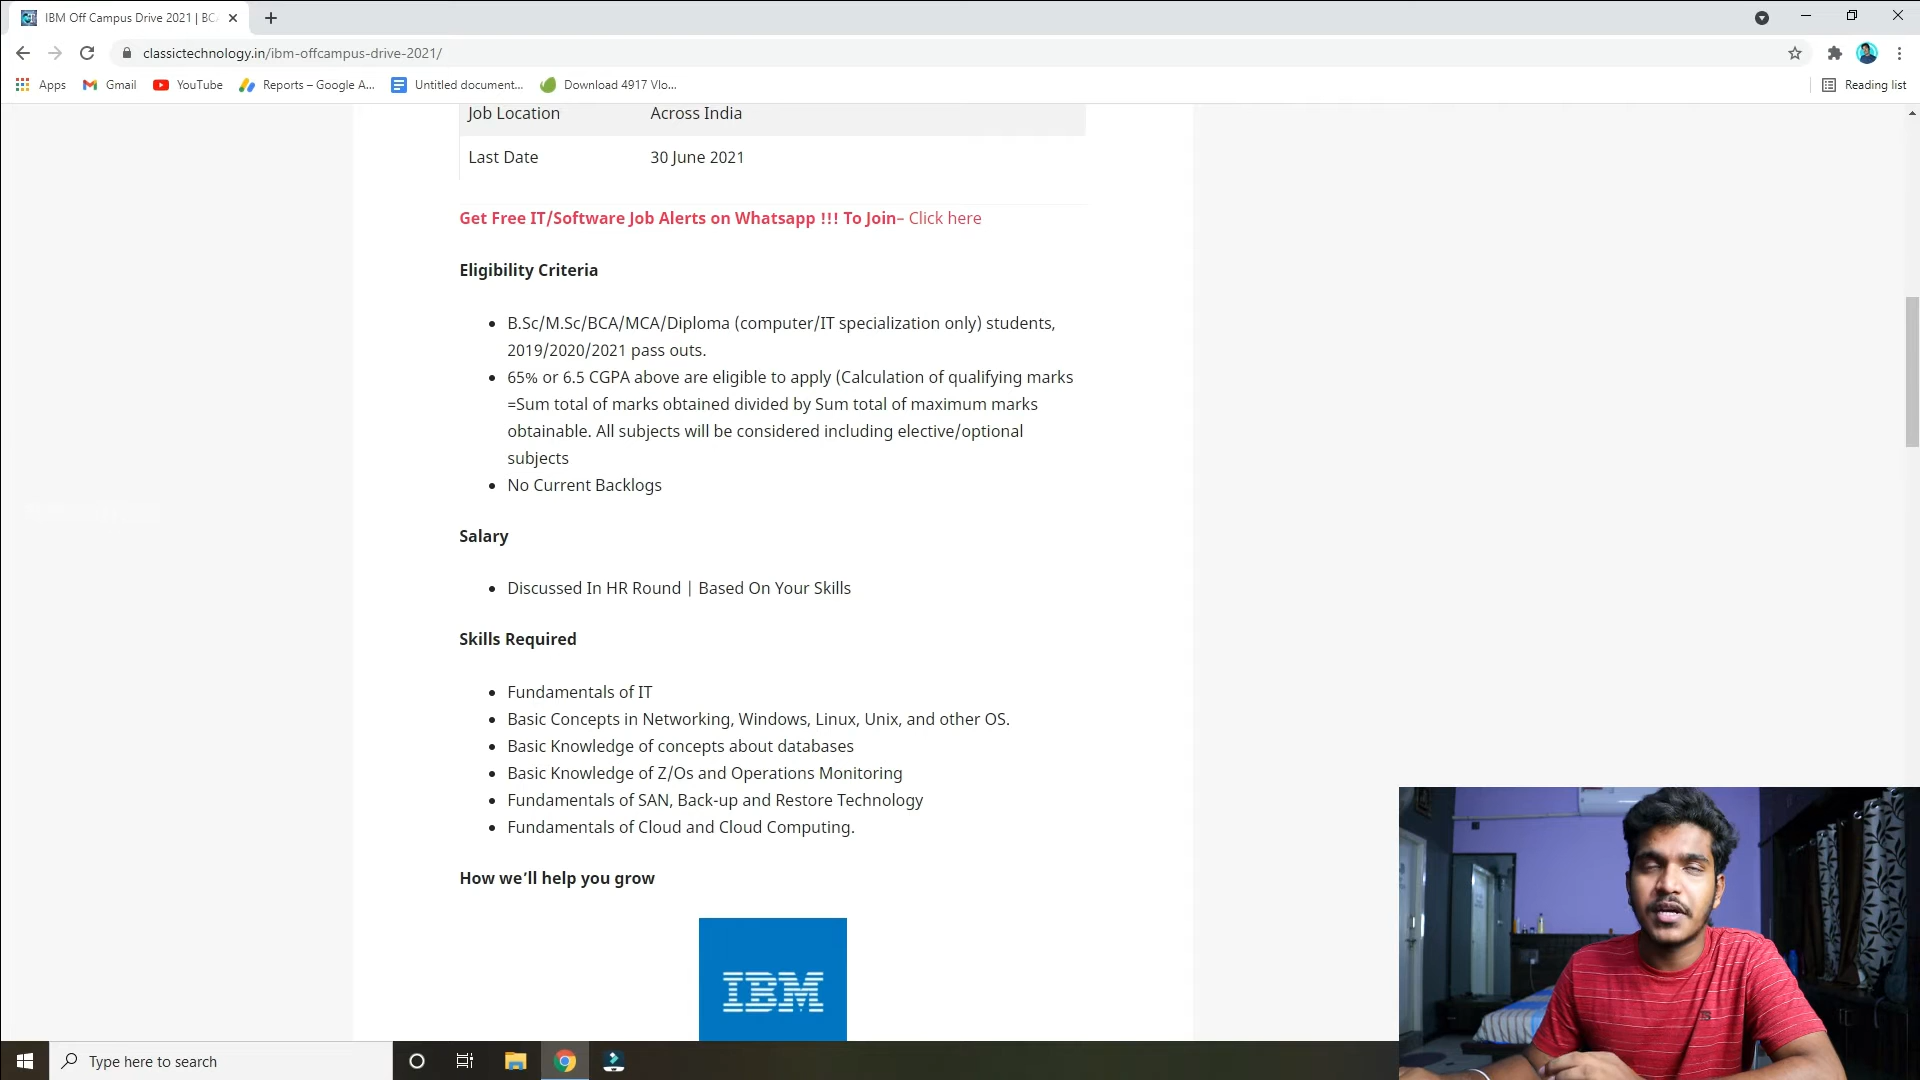 IBM Off Campus Drive 2021 | BC
classictechnology.in/ibm-offcampus-drive-2021/
Apps Gmail YouTube Reports – Google A... Untitled document... Download 4917 Vlo... Reading list
Job Location Across India
Last Date 30 June 2021
Get Free IT/Software Job Alerts on Whatsapp !!! To Join– Click here
Eligibility Criteria
B.Sc/M.Sc/BCA/MCA/Diploma (computer/IT specialization only) students,
2019/2020/2021 pass outs.
65% or 6.5 CGPA above are eligible to apply (Calculation of qualifying marks
=Sum total of marks obtained divided by Sum total of maximum marks
obtainable. All subjects will be considered including elective/optional
subjects
No Current Backlogs
Salary
Discussed In HR Round | Based On Your Skills
Skills Required
Fundamentals of IT
Basic Concepts in Networking, Windows, Linux, Unix, and other OS.
Basic Knowledge of concepts about databases
Basic Knowledge of Z/Os and Operations Monitoring
Fundamentals of SAN, Back-up and Restore Technology
Fundamentals of Cloud and Cloud Computing.
How we’ll help you grow
IBM
Type here to search